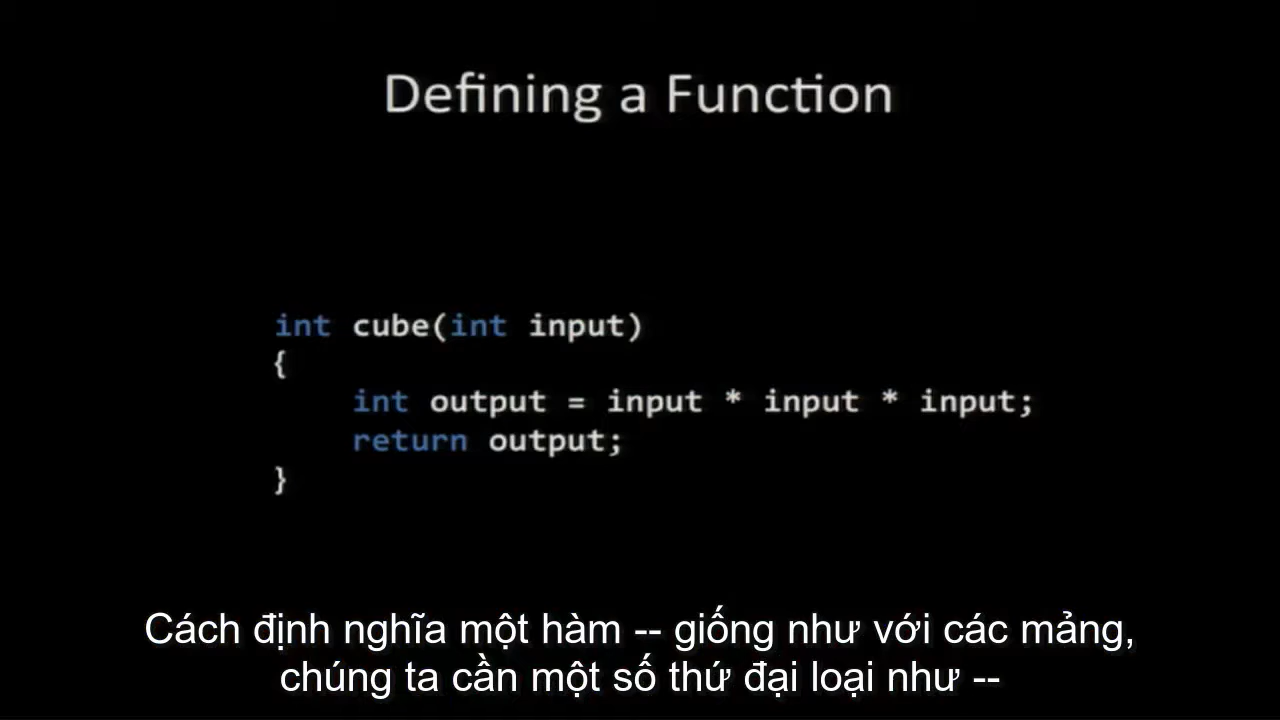 Defining a Function
int cube(int input)
{
int output = input * input * input;
return output;
}
Cách định nghĩa một hàm -- giống như với các mảng,
chúng ta cần một số thứ đại loại như --